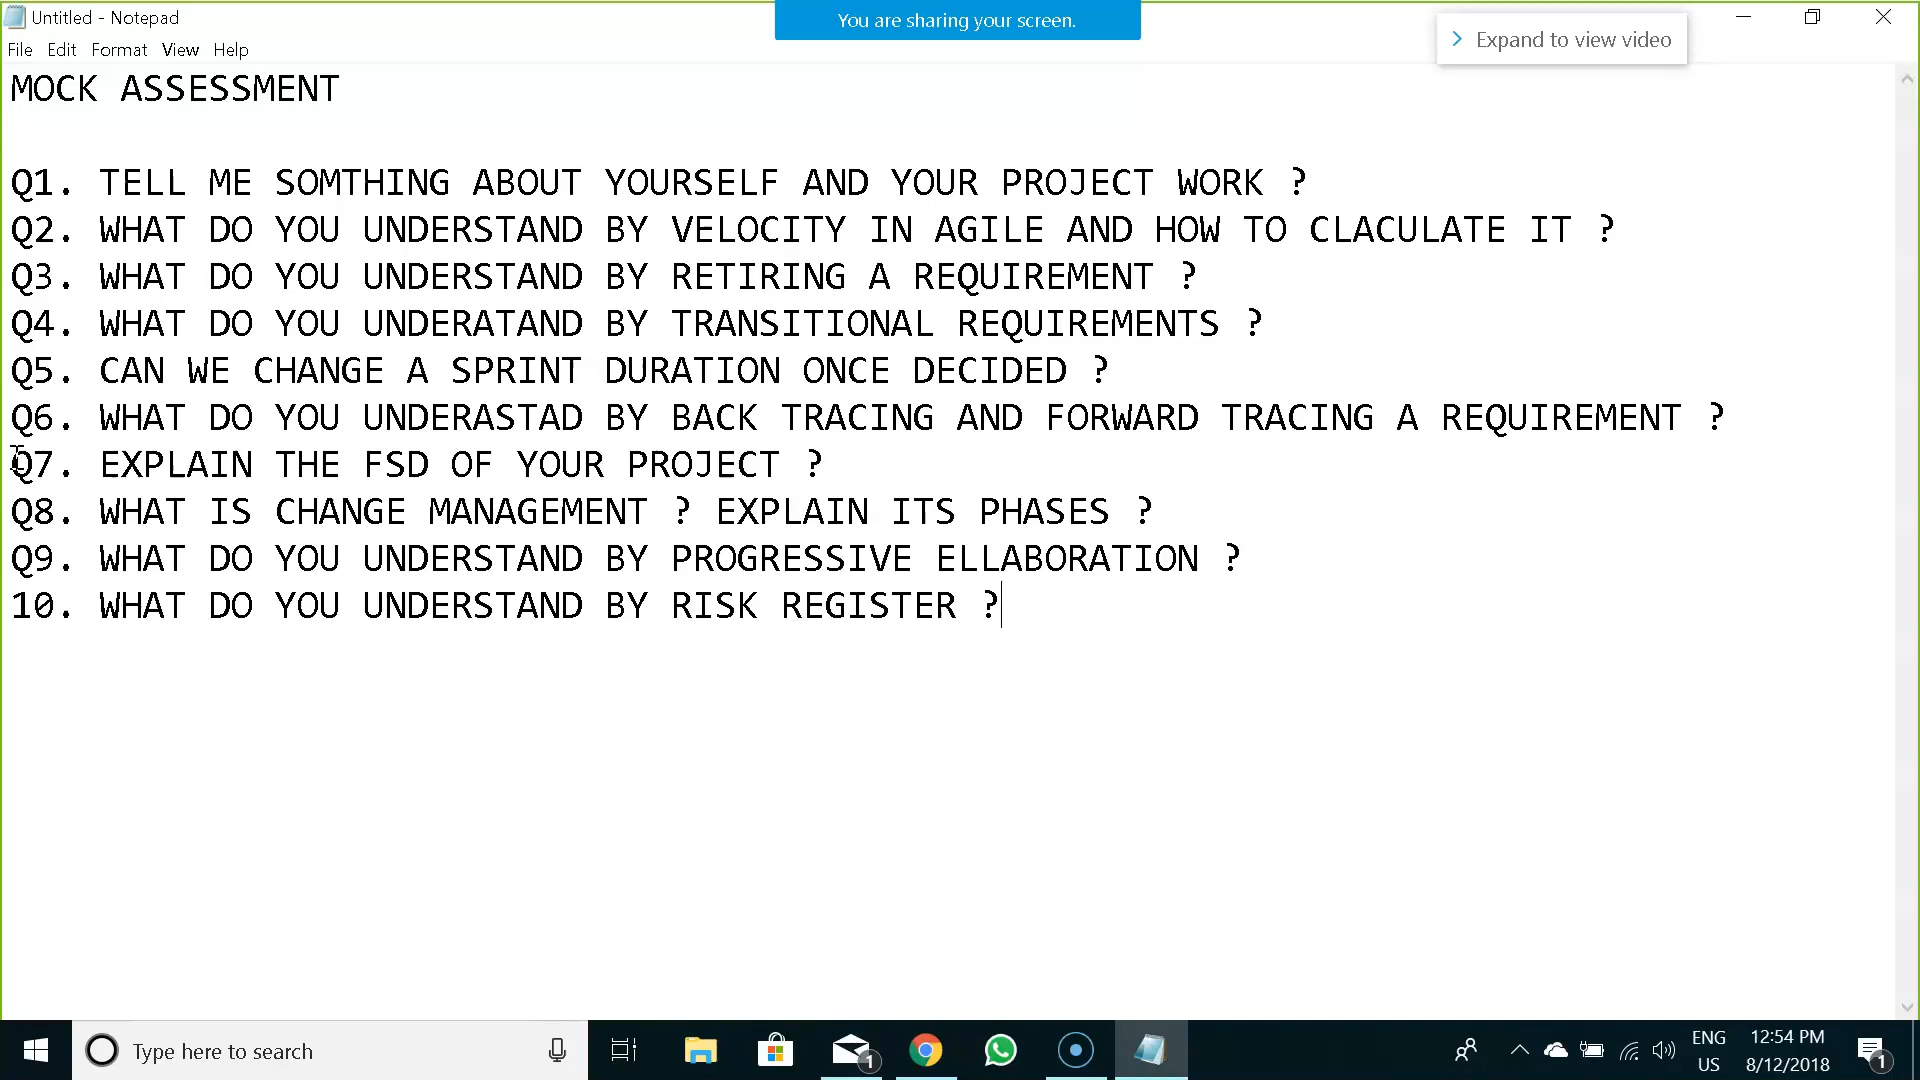 Untitled - Notepad
You are sharing your screen.
Expand to view video
File Edit Format View Help
MOCK ASSESSMENT
Q1. TELL ME SOMTHING ABOUT YOURSELF AND YOUR PROJECT WORK ?
Q2. WHAT DO YOU UNDERSTAND BY VELOCITY IN AGILE AND HOW TO CLACULATE IT ?
Q3. WHAT DO YOU UNDERSTAND BY RETIRING A REQUIREMENT ?
Q4. WHAT DO YOU UNDERATAND BY TRANSITIONAL REQUIREMENTS ?
Q5. CAN WE CHANGE A SPRINT DURATION ONCE DECIDED ?
Q6. WHAT DO YOU UNDERASTAD BY BACK TRACING AND FORWARD TRACING A REQUIREMENT ?
Q7. EXPLAIN THE FSD OF YOUR PROJECT ?
Q8. WHAT IS CHANGE MANAGEMENT ? EXPLAIN ITS PHASES ?
Q9. WHAT DO YOU UNDERSTAND BY PROGRESSIVE ELLABORATION ?
10. WHAT DO YOU UNDERSTAND BY RISK REGISTER ?
Type here to search
1
ENG
US
12:54 PM
8/12/2018
1